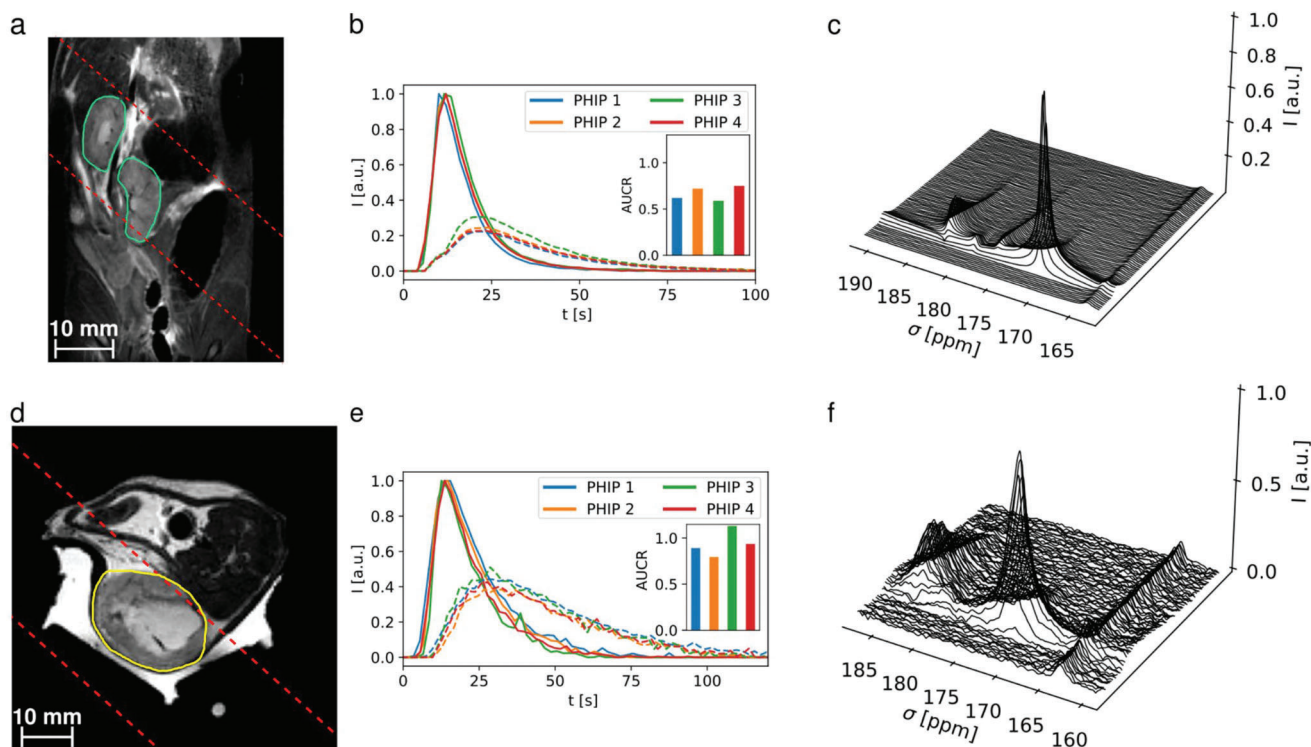 a
10 mm
b
I [a.u.]
1.0
0.8
0.6
0.4
0.2
0.0
PHIP 1 PHIP 3
PHIP 2 PHIP 4
AUCR
1.0
0.5
0.0
0 25 50 75 100
t [s]
c
1.0
0.8
0.6
0.4
0.2
I [a.u.]
190 185 180 175 170 165
σ [ppm]
d
10 mm
e
I [a.u.]
1.0
0.8
0.6
0.4
0.2
0.0
PHIP 1 PHIP 3
PHIP 2 PHIP 4
AUCR
1.0
0.5
0.0
0 25 50 75 100
t [s]
f
1.0
0.5
0.0
I [a.u.]
185 180 175 170 165 160
σ [ppm]